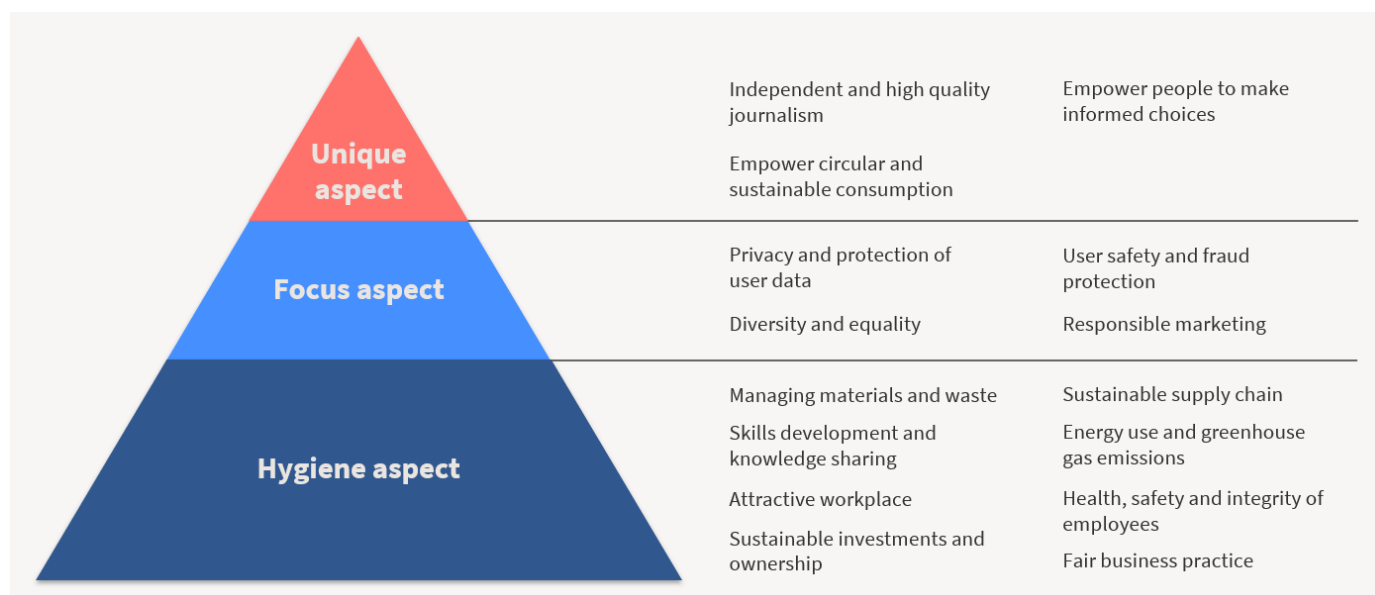 Unique
aspect
Independent and high quality
journalism
Empower people to make
informed choices
Empower circular and
sustainable consumption
Focus aspect
Privacy and protection of
user data
User safety and fraud
protection
Diversity and equality
Responsible marketing
Hygiene aspect
Managing materials and waste
Sustainable supply chain
Skills development and
knowledge sharing
Energy use and greenhouse
gas emissions
Attractive workplace
Health, safety and integrity of
employees
Sustainable investments and
ownership
Fair business practice